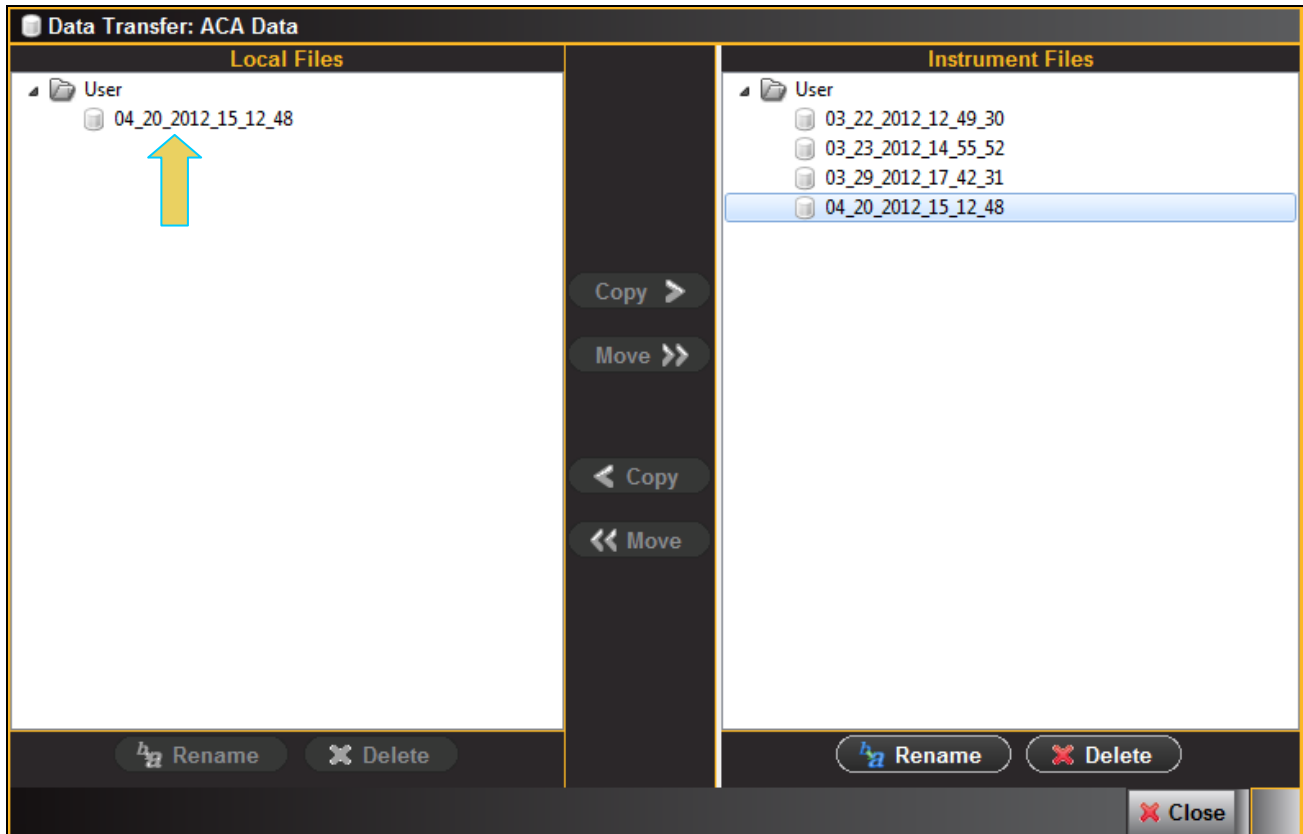 Data Transfer: ACA Data
Local Files
User
04_20_2012_15_12_48
Copy
Move
Copy
Move
Instrument Files
User
03_22_2012_12_49_30
03_23_2012_14_55_52
03_29_2012_17_42_31
04_20_2012_15_12_48
Rename
Delete
Rename
Delete
Close